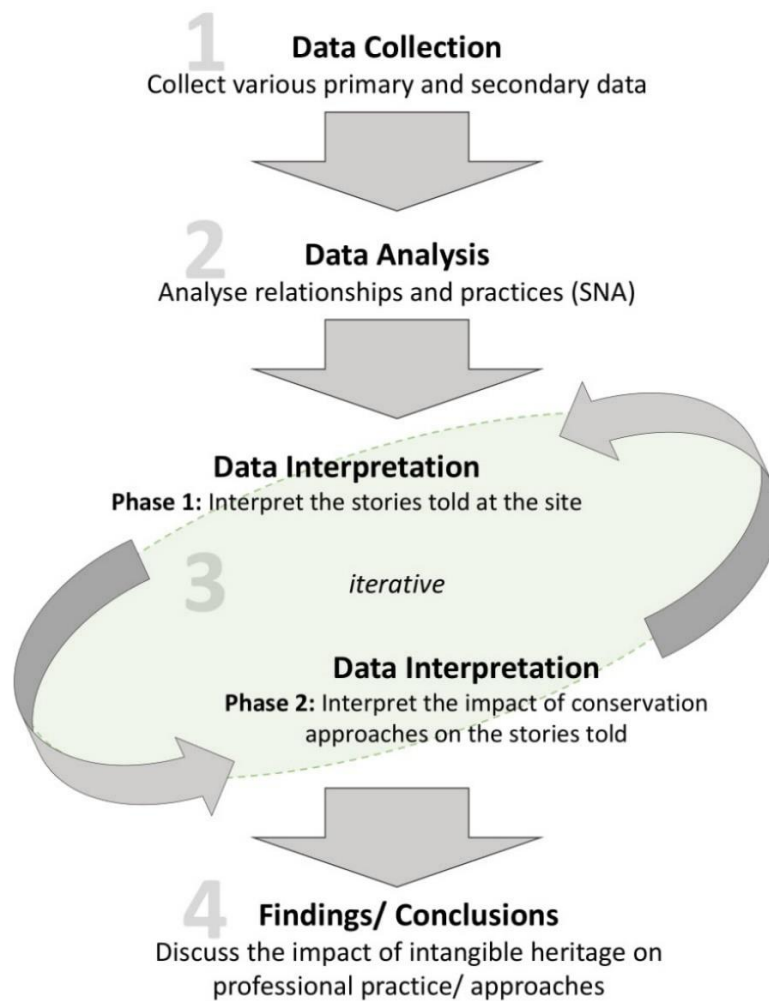 1
Data Collection
Collect various primary and secondary data
2
Data Analysis
Analyse relationships and practices (SNA)
Data Interpretation
Phase 1: Interpret the stories told at the site
3
iterative
Data Interpretation
Phase 2: Interpret the impact of conservation
approaches on the stories told
4
Findings/ Conclusions
Discuss the impact of intangible heritage on
professional practice/ approaches